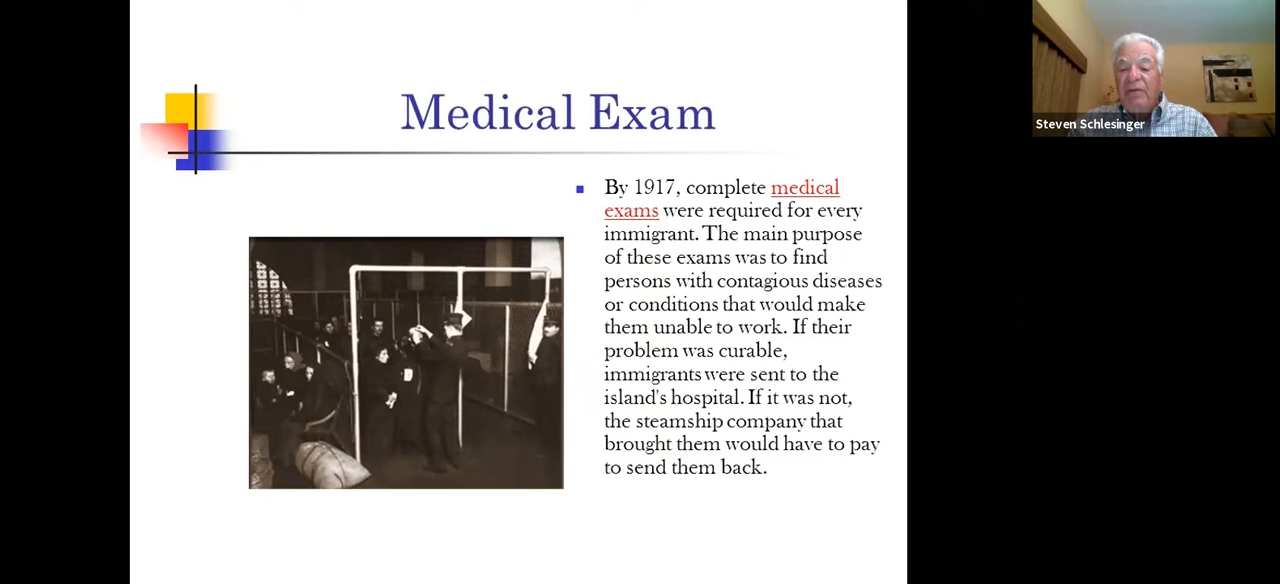 Medical Exam
By 1917, complete medical
exams were required for every
immigrant. The main purpose
of these exams was to find
persons with contagious diseases
or conditions that would make
them unable to work. If their
problem was curable,
immigrants were sent to the
island's hospital. If it was not,
the steamship company that
brought them would have to pay
to send them back.
Steven Schlesinger